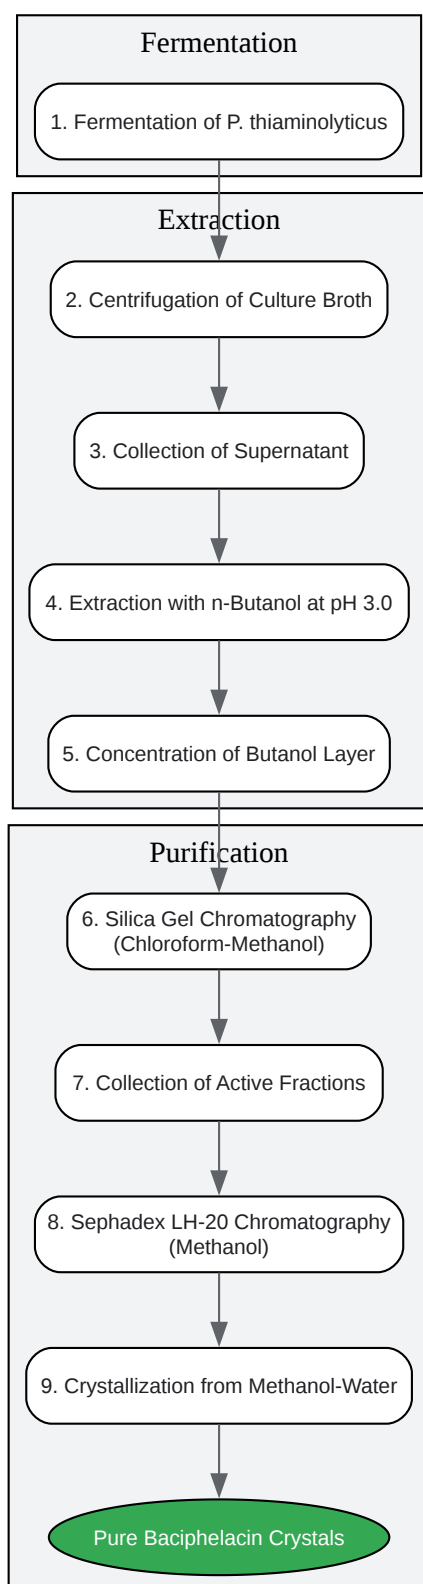 Fermentation
1. Fermentation of P. thiaminolyticus
Extraction
2. Centrifugation of Culture Broth
3. Collection of Supernatant
4. Extraction with n-Butanol at pH 3.0
5. Concentration of Butanol Layer
Purification
6. Silica Gel Chromatography
(Chloroform-Methanol)
7. Collection of Active Fractions
8. Sephadex LH-20 Chromatography
(Methanol)
9. Crystallization from Methanol-Water
Pure Baciphelacin Crystals